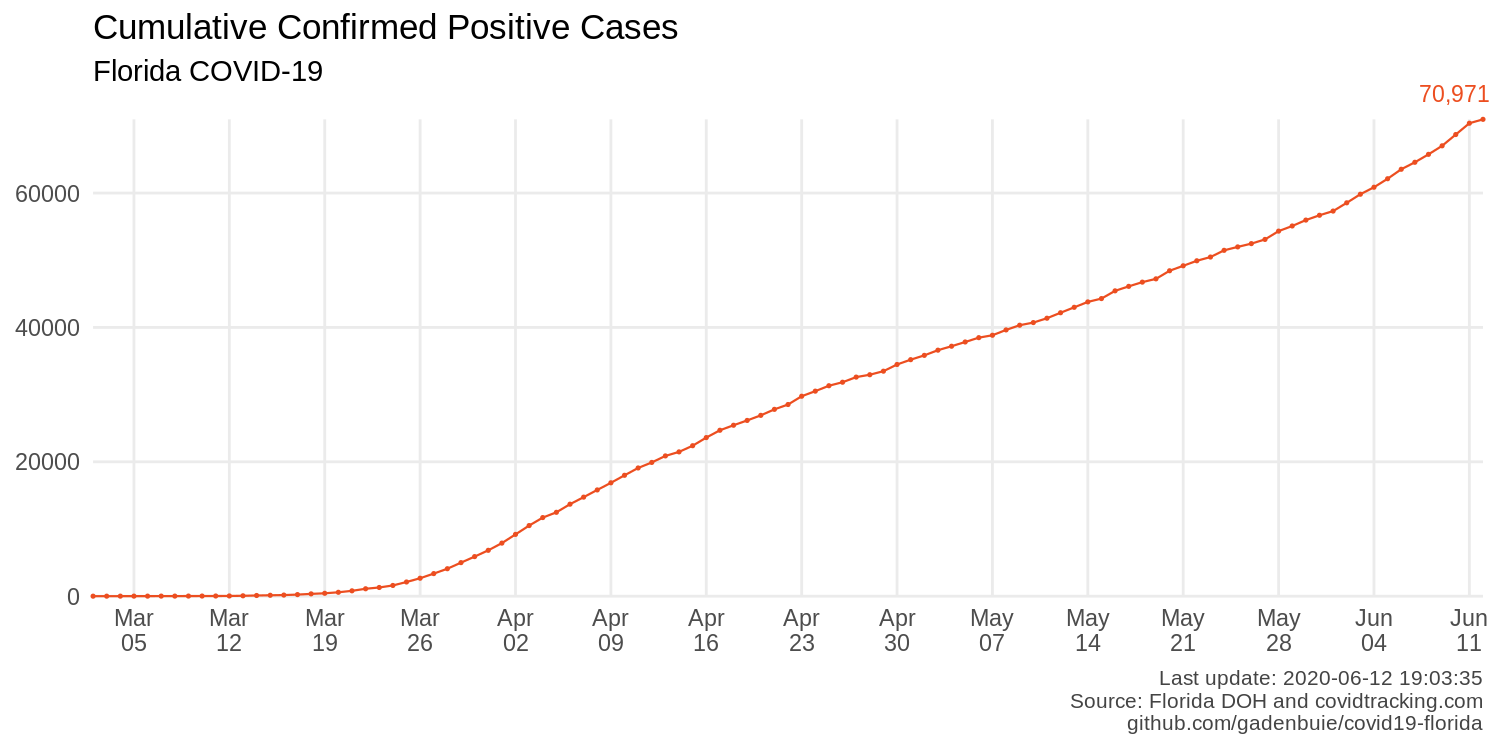 Cumulative Confirmed Positive Cases
Florida COVID-19
70,971
60000
40000
20000
0
Mar Mar Mar Mar Apr Apr Apr Apr Apr May May May May Jun Jun
05 12 19 26 02 09 16 23 30 07 14 21 28 04 11
Last update: 2020-06-12 19:03:35
Source: Florida DOH and covidtracking.com
github.com/gadenbuie/covid19-florida